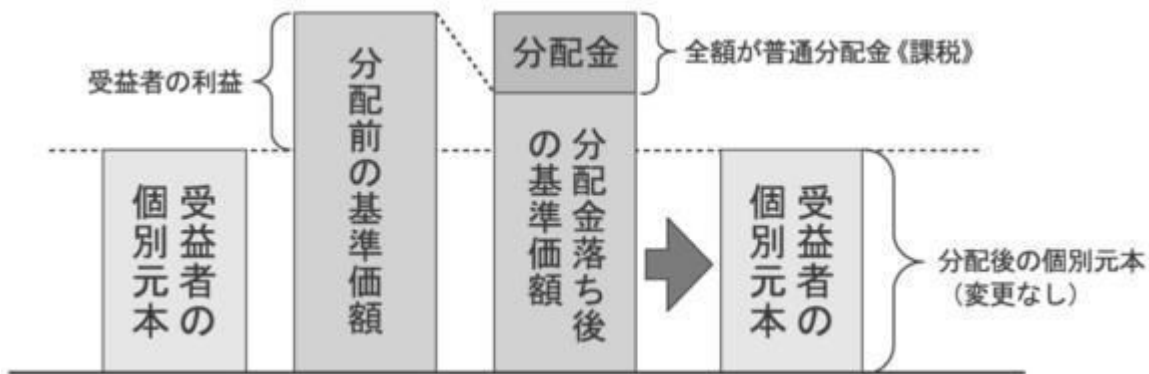 受益者の利益
受益者の
個別元本
分配前の基準価額
分配金
全額が普通分配金《課税》
分配金落ち後
の基準価額
受益者の
個別元本
分配後の個別元本
（変更なし）